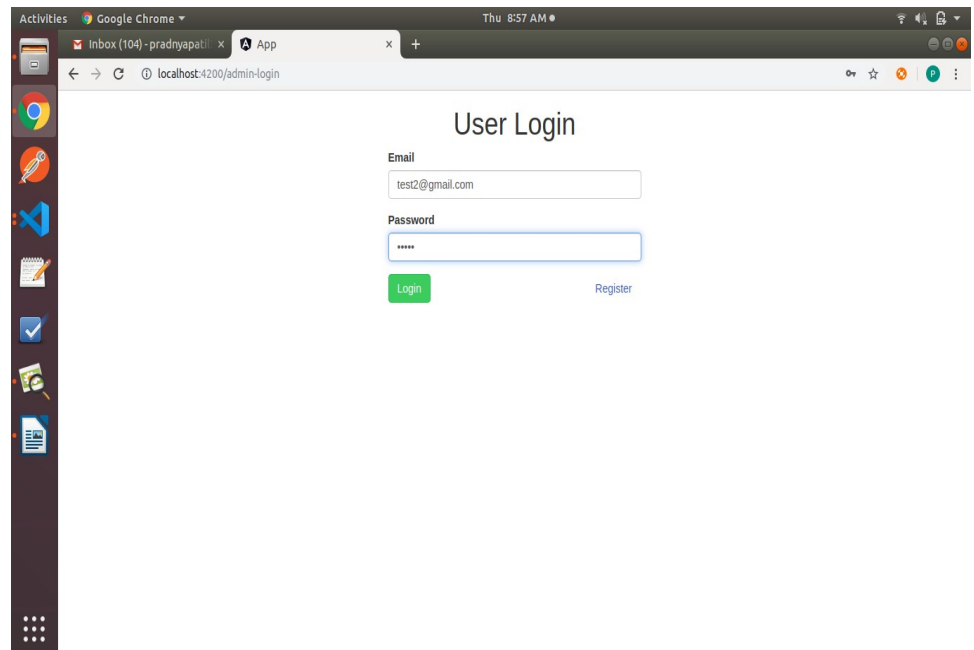 Activities Google Chrome Thu 8:57 AM
Inbox (104) - pradnyapatil App
localhost:4200/admin-login P
User Login
Email
test2@gmail.com
Password
•••••
Login Register